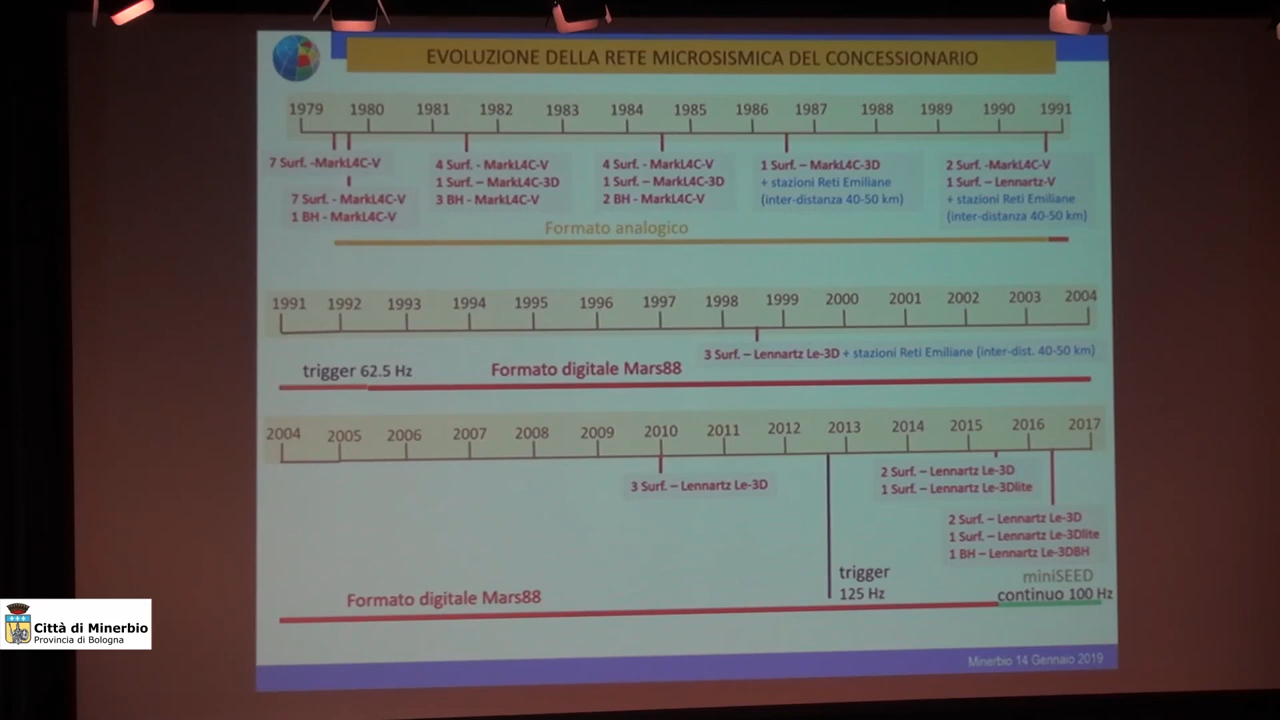 EVOLUZIONE DELLA RETE MICROSISMICA DEL CONCESSIONARIO
1979 1980 1981 1982 1983 1984 1985 1986 1987 1988 1989 1990 1991
7 Surf. -MarkL4C-V
7 Surf. - MarkL4C-V
1 BH - MarkL4C-V
4 Surf. - MarkL4C-V
1 Surf. – MarkL4C-3D
3 BH - MarkL4C-V
4 Surf. - MarkL4C-V
1 Surf. – MarkL4C-3D
2 BH - MarkL4C-V
1 Surf. – MarkL4C-3D
+ stazioni Reti Emiliane
(inter-distanza 40-50 km)
2 Surf. -MarkL4C-V
1 Surf. – Lennartz-V
+ stazioni Reti Emiliane
(inter-distanza 40-50 km)
Formato analogico
1991 1992 1993 1994 1995 1996 1997 1998 1999 2000 2001 2002 2003 2004
3 Surf. – Lennartz Le-3D + stazioni Reti Emiliane (inter-dist. 40-50 km)
trigger 62.5 Hz
Formato digitale Mars88
2004 2005 2006 2007 2008 2009 2010 2011 2012 2013 2014 2015 2016 2017
3 Surf. – Lennartz Le-3D
2 Surf. – Lennartz Le-3D
1 Surf. – Lennartz Le-3Dlite
2 Surf. – Lennartz Le-3D
1 Surf. – Lennartz Le-3Dlite
1 BH – Lennartz Le-3DBH
trigger
125 Hz
miniSEED
continuo 100 Hz
Formato digitale Mars88
Minerbio 14 Gennaio 2019
Città di Minerbio
Provincia di Bologna